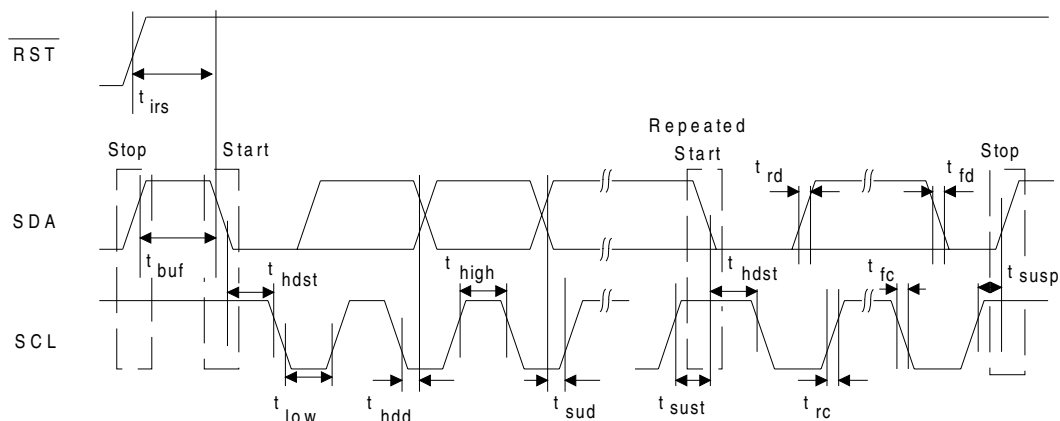 RST
t irs
Repeated
Stop Start Start Stop
t rd t fd
SDA
t buf t hdst t high t hdst t fc t susp
SCL
t low t hdd t sud t sust t rc